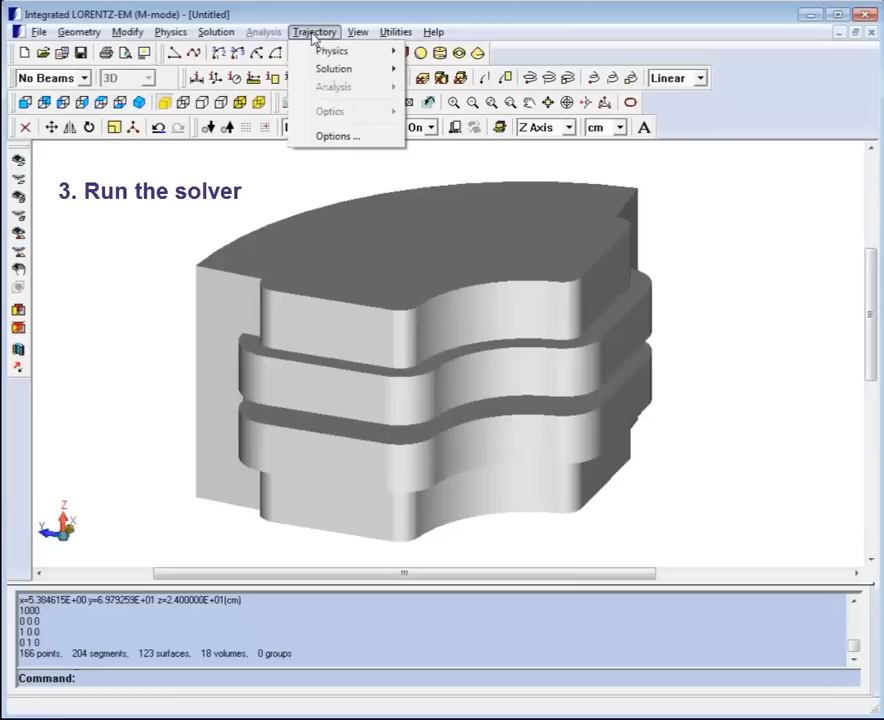 Integrated LORENTZ-EM (M-mode) - [Untitled]
File Geometry Modify Physics Solution Analysis Trajectory View Utilities Help
Physics
Solution
Analysis
Optics
Options ...
No Beams 3D Linear
On Z Axis cm A
3. Run the solver
Z
Y X
x=5.384615E+00 y=6.979259E+01 z=2.400000E+01(cm)
1000
0 0 0
1 0 0
0 1 0
166 points, 204 segments, 123 surfaces, 18 volumes, 0 groups
Command: